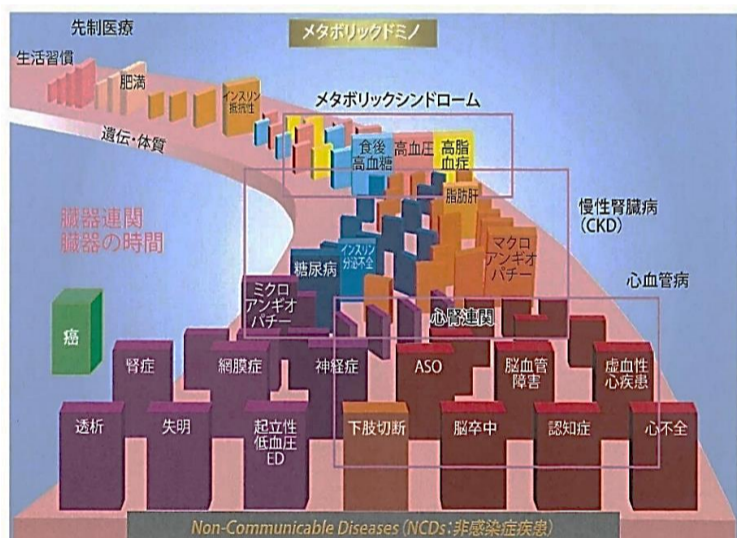 先制医療
メタボリックドミノ
生活習慣
肥満
インスリン
抵抗性
メタボリックシンドローム
遺伝・体質
食後
高血糖
高血圧
高脂
血症
脂肪肝
慢性腎臓病
(CKD)
臓器連関
臓器の時間
糖尿病
インスリン
分泌不全
マクロ
アンギオ
パチー
心血管病
ミクロ
アンギオ
パチー
心腎連関
癌
腎症
網膜症
神経症
ASO
脳血管
障害
虚血性
心疾患
透析
失明
起立性
低血圧
ED
下肢切断
脳卒中
認知症
心不全
Non-Communicable Diseases (NCDs:非感染症疾患)